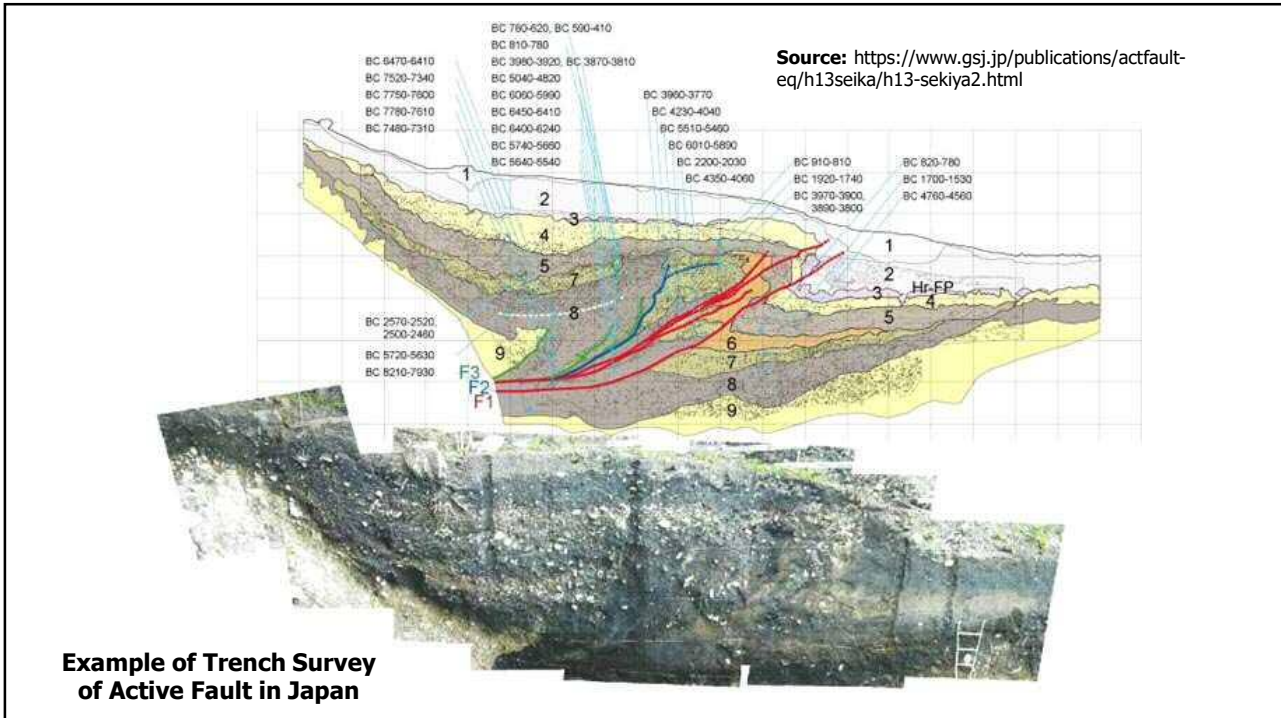 BC 780-620, BC 590-410
BC 810-780
BC 3980-3920, BC 3870-3810
BC 5040-4820
BC 6060-5990
BC 6450-6410
BC 6400-6240
BC 5740-5660
BC 5640-5540
Source: https://www.gsj.jp/publications/actfault-
eq/h13seika/h13-sekiya2.html
BC 6470-6410
BC 7520-7340
BC 7750-7600
BC 7780-7610
BC 7480-7310
BC 3960-3770
BC 4230-4040
BC 5510-5460
BC 6010-5890
BC 2200-2030
BC 4350-4060
BC 910-810
BC 1920-1740
BC 3970-3900,
3890-3800
BC 820-780
BC 1700-1530
BC 4760-4560
1
2
3
4
5
7
8
9
1
2
3
Hr-FP
4
5
6
7
8
9
BC 2570-2520,
2500-2460
BC 5720-5630
BC 8210-7930
F3
F2
F1
Example of Trench Survey
of Active Fault in Japan